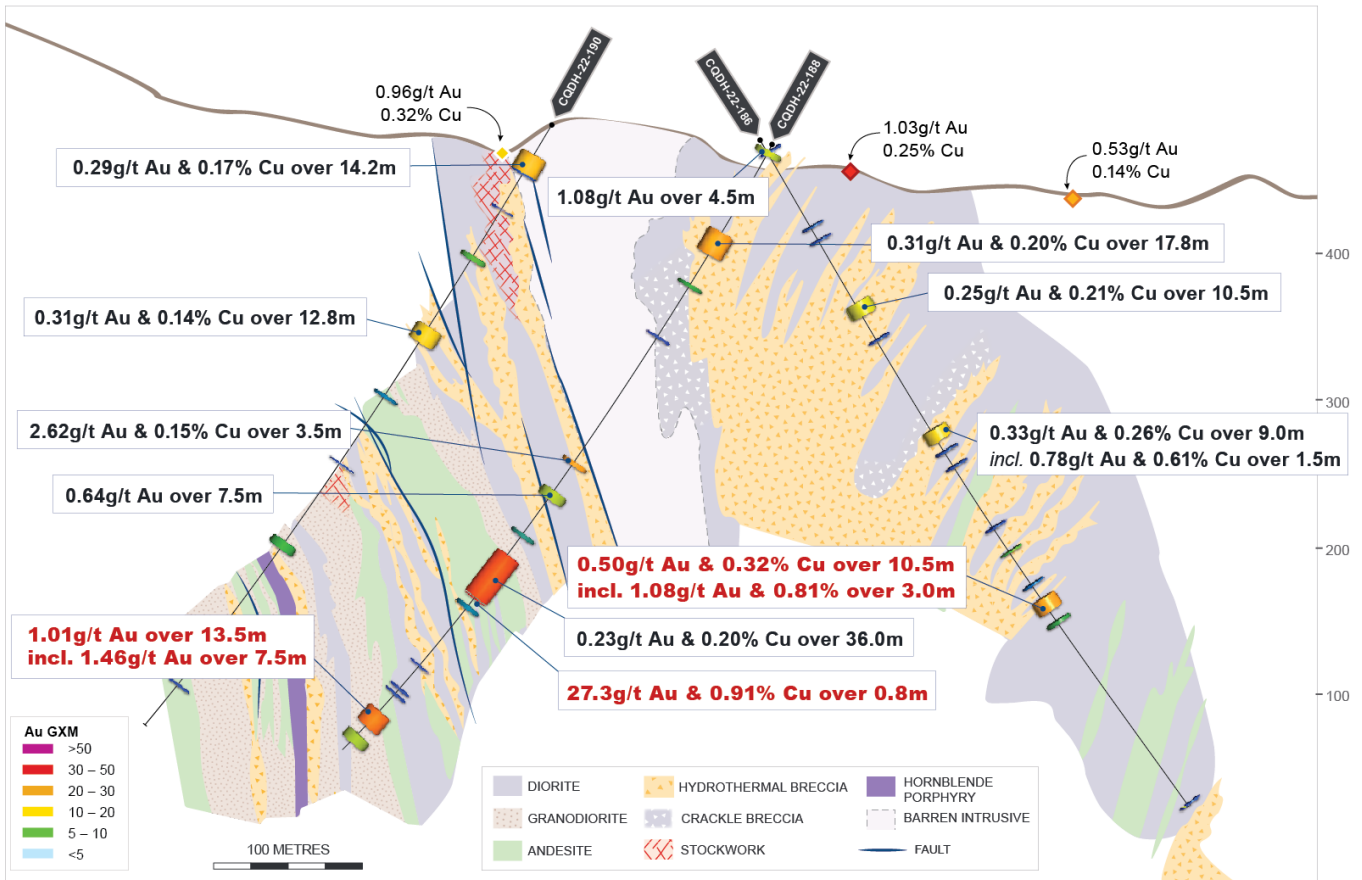 CQDH-22-190
CQDH-22-186
CQDH-22-188
0.96g/t Au
0.32% Cu
1.03g/t Au
0.25% Cu
0.53g/t Au
0.14% Cu
0.29g/t Au & 0.17% Cu over 14.2m
1.08g/t Au over 4.5m
0.31g/t Au & 0.20% Cu over 17.8m
400
0.25g/t Au & 0.21% Cu over 10.5m
0.31g/t Au & 0.14% Cu over 12.8m
300
2.62g/t Au & 0.15% Cu over 3.5m
0.33g/t Au & 0.26% Cu over 9.0m
incl. 0.78g/t Au & 0.61% Cu over 1.5m
0.64g/t Au over 7.5m
200
0.50g/t Au & 0.32% Cu over 10.5m
incl. 1.08g/t Au & 0.81% over 3.0m
0.23g/t Au & 0.20% Cu over 36.0m
1.01g/t Au over 13.5m
incl. 1.46g/t Au over 7.5m
27.3g/t Au & 0.91% Cu over 0.8m
100
Au GXM
>50
30 – 50
20 – 30
10 – 20
5 – 10
<5
100 METRES
DIORITE
GRANODIORITE
ANDESITE
HYDROTHERMAL BRECCIA
CRACKLE BRECCIA
STOCKWORK
HORNBLENDE
PORPHYRY
BARREN INTRUSIVE
FAULT